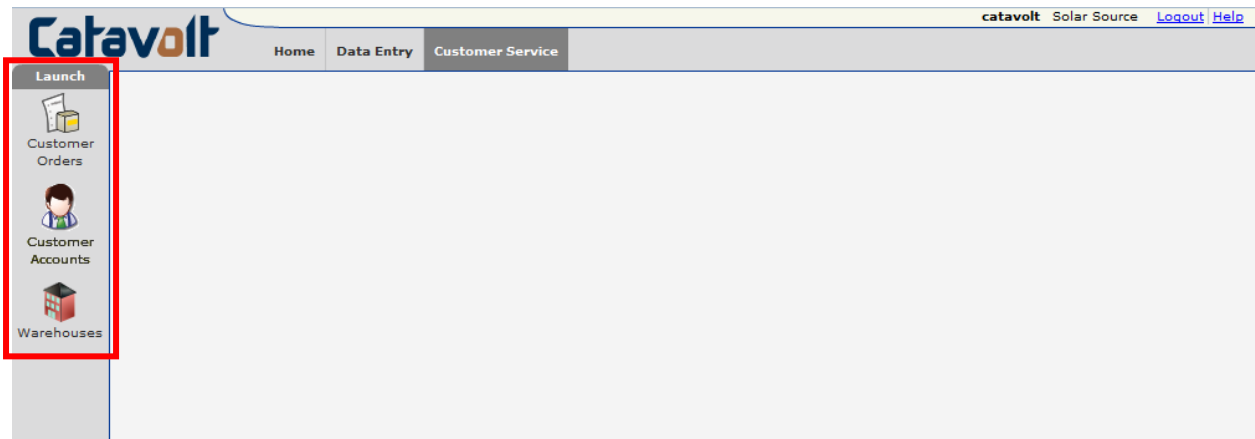 catavolt Solar Source Logout Help
Catavolt
Home Data Entry Customer Service
Launch
Customer
Orders
Customer
Accounts
Warehouses